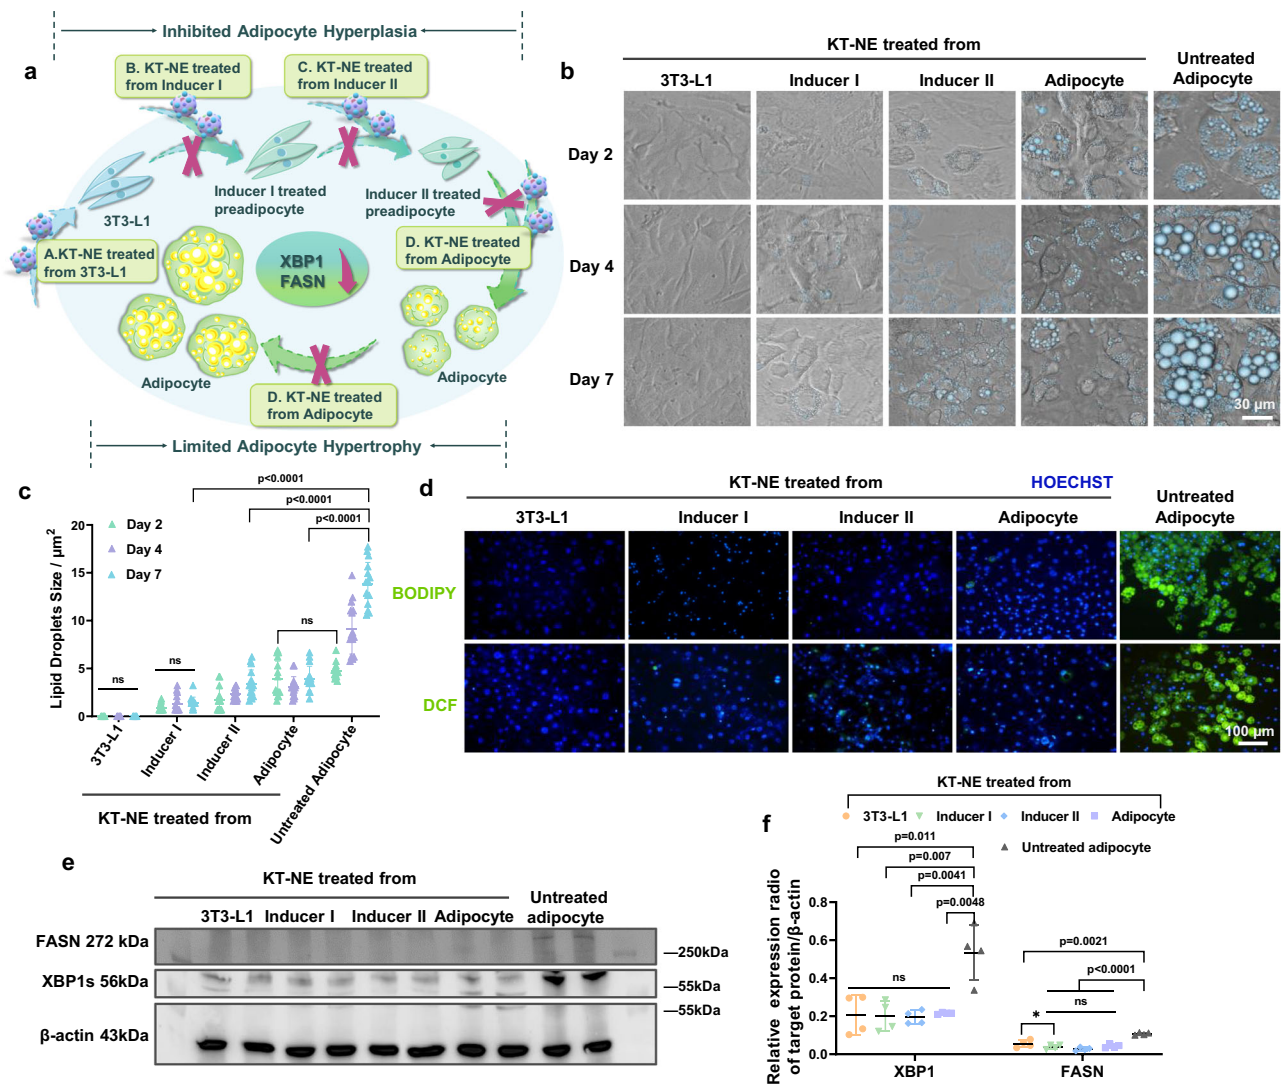 Inhibited Adipocyte Hyperplasia
a
B. KT-NE treated
from Inducer I
C. KT-NE treated
from Inducer II
Inducer I treated
preadipocyte
Inducer II treated
preadipocyte
3T3-L1
A.KT-NE treated
from 3T3-L1
XBP1
FASN
D. KT-NE treated
from Adipocyte
Adipocyte
Adipocyte
D. KT-NE treated
from Adipocyte
Limited Adipocyte Hypertrophy
b
KT-NE treated from
Untreated
Adipocyte
3T3-L1
Inducer I
Inducer II
Adipocyte
Day 2
Day 4
Day 7
30 μm
c
p<0.0001
p<0.0001
p<0.0001
Day 2
Day 4
Day 7
ns
ns
ns
Lipid Droplets Size / μm2
20
15
10
5
0
3T3-L1
Inducer I
Inducer II
Adipocyte
Untreated Adipocyte
KT-NE treated from
d
KT-NE treated from
HOECHST
Untreated
Adipocyte
3T3-L1
Inducer I
Inducer II
Adipocyte
BODIPY
DCF
100 μm
e
KT-NE treated from
Untreated
adipocyte
3T3-L1
Inducer I
Inducer II
Adipocyte
FASN 272 kDa
250kDa
XBP1s 56kDa
55kDa
55kDa
β-actin 43kDa
f
KT-NE treated from
3T3-L1
Inducer I
Inducer II
Adipocyte
Untreated adipocyte
p=0.011
p=0.007
p=0.0041
p=0.0048
p=0.0021
p<0.0001
ns
ns
*
Relative expression radio
of target protein/β-actin
0.8
0.6
0.4
0.2
0.0
XBP1
FASN